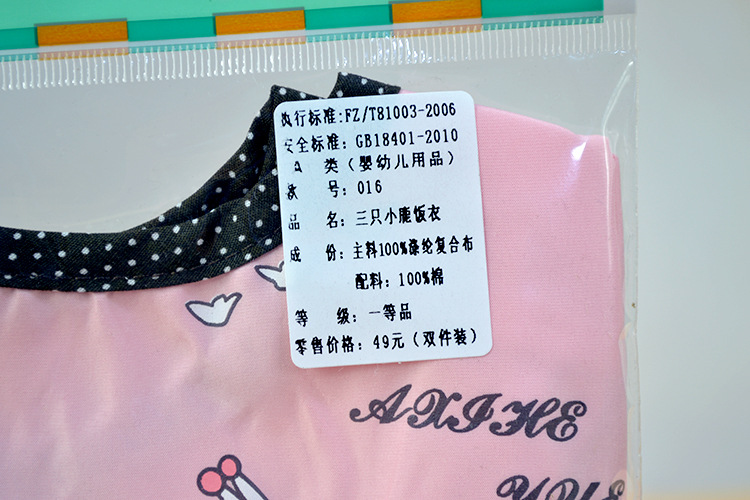 执行标准:FZ/T81003-2006
安全标准: GB18401-2010
A 类 (婴幼儿用品)
款 号: 016
品 名: 三只小鹿饭衣
成 份: 主料100%涤纶复合布
配料: 100%棉
等 级: 一等品
零售价格: 49元 (双件装)
AXIHE